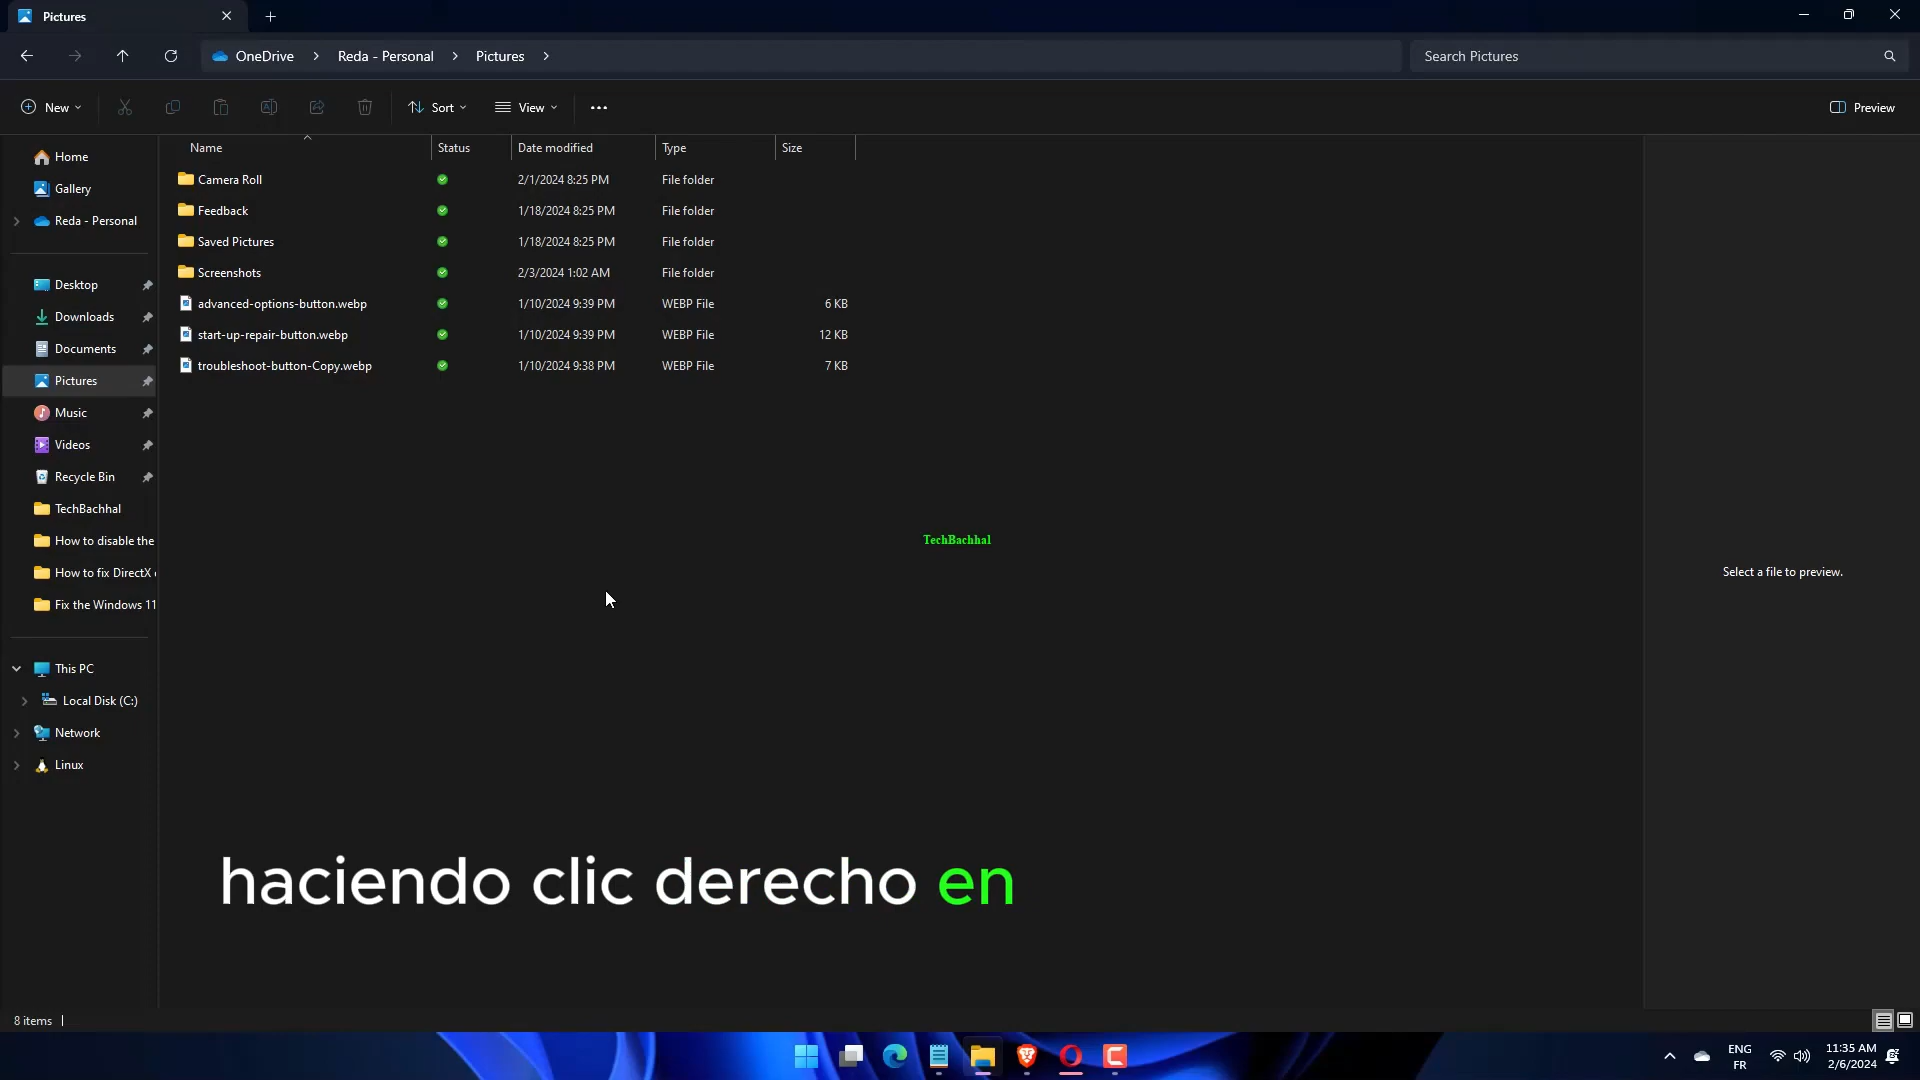 Pictures
OneDrive > Reda - Personal > Pictures >
Search Pictures
New
Sort
View
Preview
Name Status Date modified Type Size
Home
Gallery
Reda - Personal
Desktop
Downloads
Documents
Pictures
Music
Videos
Recycle Bin
TechBachhal
How to disable the
How to fix DirectX
Fix the Windows 11
This PC
Local Disk (C:)
Network
Linux
Camera Roll 2/1/2024 8:25 PM File folder
Feedback 1/18/2024 8:25 PM File folder
Saved Pictures 1/18/2024 8:25 PM File folder
Screenshots 2/3/2024 1:02 AM File folder
advanced-options-button.webp 1/10/2024 9:39 PM WEBP File 6 KB
start-up-repair-button.webp 1/10/2024 9:39 PM WEBP File 12 KB
troubleshoot-button-Copy.webp 1/10/2024 9:38 PM WEBP File 7 KB
TechBachhal
Select a file to preview.
haciendo clic derecho en
8 items
ENG
FR
11:35 AM
2/6/2024